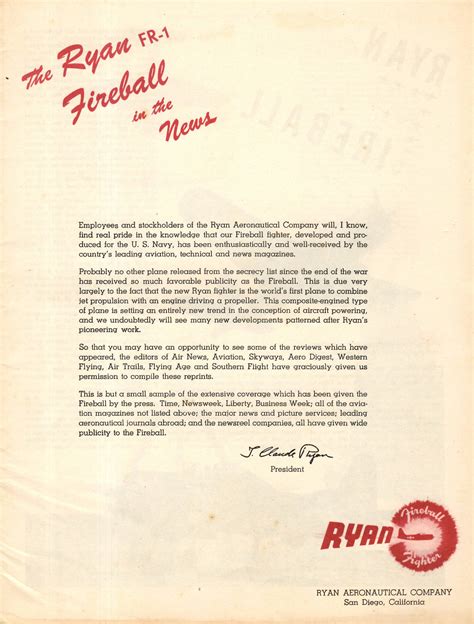 The Ryan FR-1
Fireball
in the
News
Employees and stockholders of the Ryan Aeronautical Company will, I know,
find real pride in the knowledge that our Fireball fighter, developed and pro-
duced for the U. S. Navy, has been enthusiastically and well-received by the
country's leading aviation, technical and news magazines.
Probably no other plane released from the secrecy list since the end of the war
has received so much favorable publicity as the Fireball. This is due very
largely to the fact that the new Ryan fighter is the world's first plane to combine
jet propulsion with an engine driving a propeller. This composite-engined type
of plane is setting an entirely new trend in the conception of aircraft powering,
and we undoubtedly will see many new developments patterned after Ryan's
pioneering work.
So that you may have an opportunity to see some of the reviews which have
appeared, the editors of Air News, Aviation, Skyways, Aero Digest, Western
Flying, Air Trails, Flying Age and Southern Flight have graciously given us
permission to compile these reprints.
This is but a small sample of the extensive coverage which has been given the
Fireball by the press. Time, Newsweek, Liberty, Business Week; all of the avia-
tion magazines not listed above; the major news and picture services; leading
aeronautical journals abroad; and the newsreel companies, all have given wide
publicity to the Fireball.
T. Claude Ryan
President
Fireball
RYAN
Fighter
RYAN AERONAUTICAL COMPANY
San Diego, California